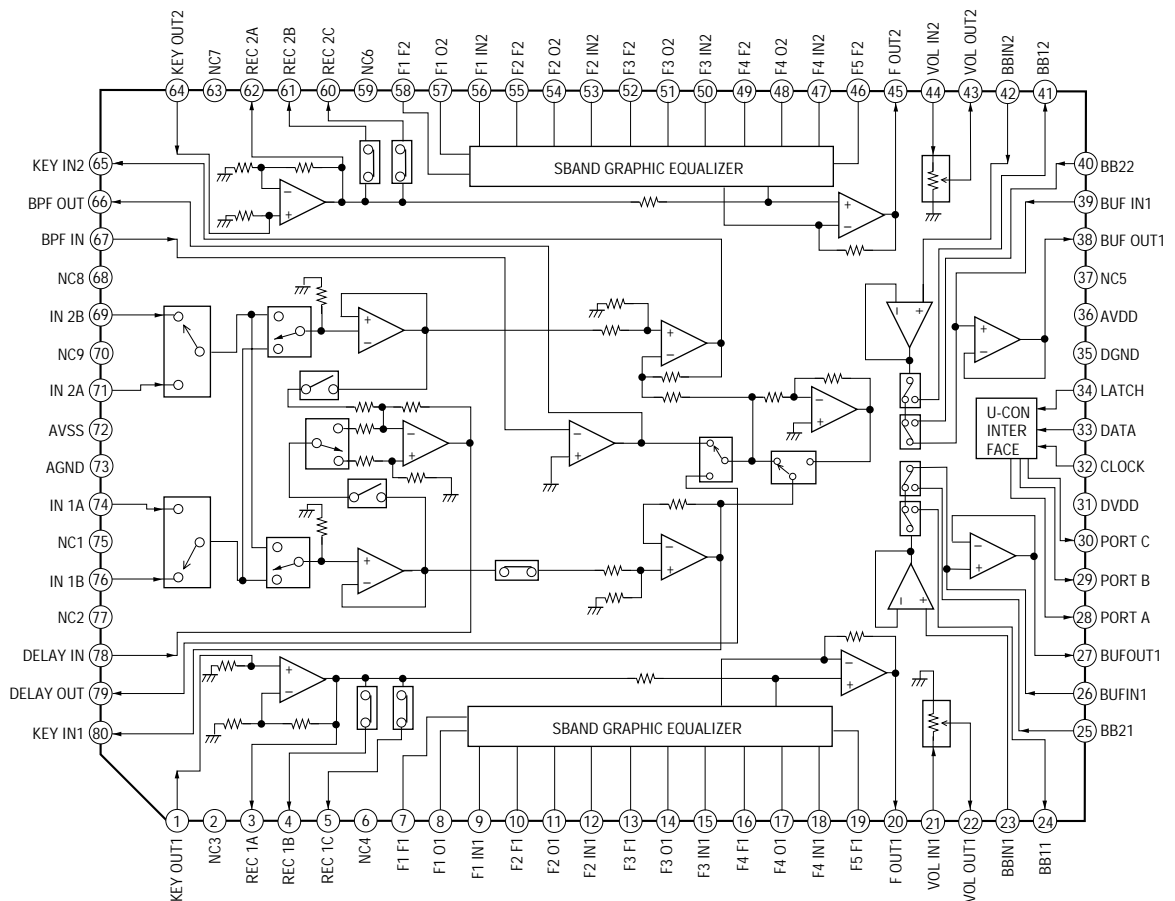 KEY OUT2
NC7
REC 2A
REC 2B
REC 2C
NC6
F1 F2
F1 O2
F1 IN2
F2 F2
F2 O2
F2 IN2
F3 F2
F3 O2
F3 IN2
F4 F2
F4 O2
F4 IN2
F5 F2
F OUT2
VOL IN2
VOL OUT2
BBIN2
BB12
64 63 62 61 60 59 58 57 56 55 54 53 52 51 50 49 48 47 46 45 44 43 42 41
SBAND GRAPHIC EQUALIZER
KEY IN2 65
BPF OUT 66
BPF IN 67
NC8 68
IN 2B 69
NC9 70
IN 2A 71
AVSS 72
AGND 73
IN 1A 74
NC1 75
IN 1B 76
NC2 77
DELAY IN 78
DELAY OUT 79
KEY IN1 80
− +
− +
+ −
+ −
+ −
− +
− +
− +
+ −
+ −
− +
− +
− +
+ −
− +
+ −
− +
40 BB22
39 BUF IN1
38 BUF OUT1
37 NC5
36 AVDD
35 DGND
34 LATCH
33 DATA
32 CLOCK
31 DVDD
30 PORT C
29 PORT B
28 PORT A
27 BUFOUT1
26 BUFIN1
25 BB21
U-CON
INTER
FACE
SBAND GRAPHIC EQUALIZER
1 2 3 4 5 6 7 8 9 10 11 12 13 14 15 16 17 18 19 20 21 22 23 24
KEY OUT1
NC3
REC 1A
REC 1B
REC 1C
NC4
F1 F1
F1 O1
F1 IN1
F2 F1
F2 O1
F2 IN1
F3 F1
F3 O1
F3 IN1
F4 F1
F4 O1
F4 IN1
F5 F1
F OUT1
VOL IN1
VOL OUT1
BBIN1
BB11